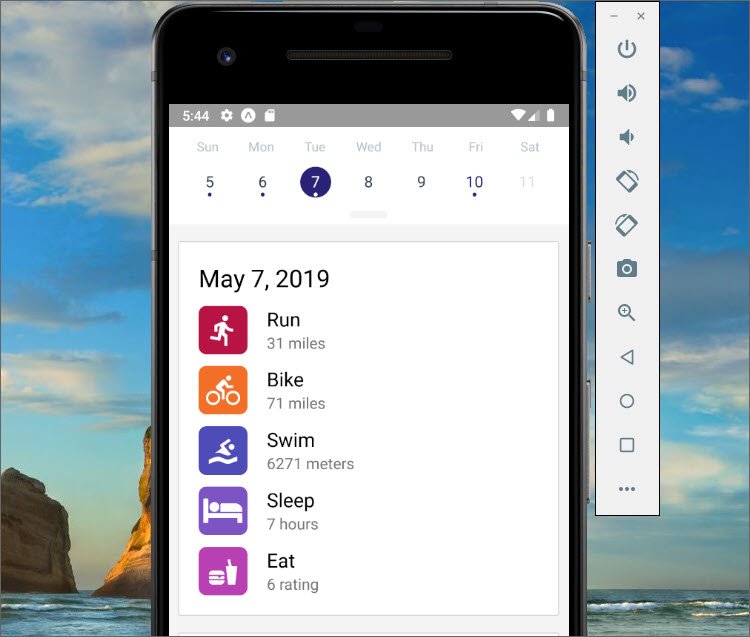 5:44
Sun Mon Tue Wed Thu Fri Sat
5 6 7 8 9 10 11
May 7, 2019
Run
31 miles
Bike
71 miles
Swim
6271 meters
Sleep
7 hours
Eat
6 rating